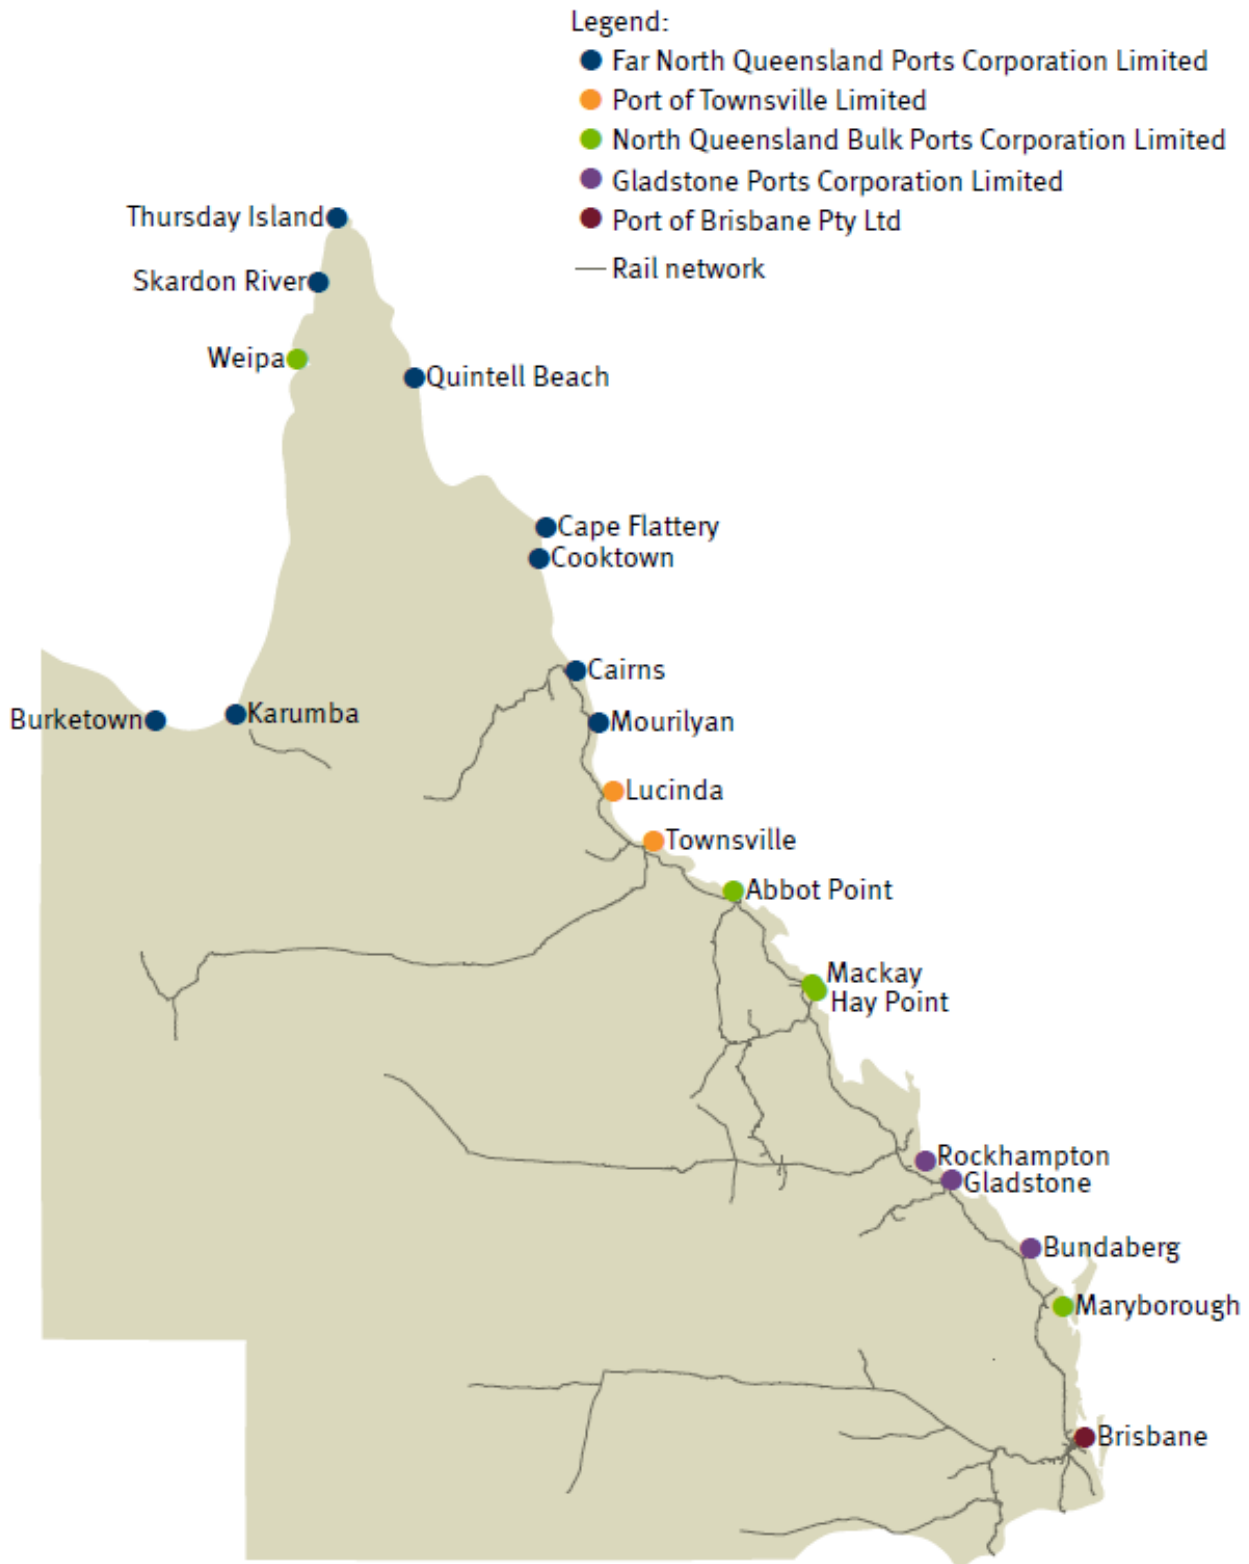 Legend:
Far North Queensland Ports Corporation Limited
Port of Townsville Limited
North Queensland Bulk Ports Corporation Limited
Gladstone Ports Corporation Limited
Port of Brisbane Pty Ltd
Rail network
Thursday Island
Skardon River
Weipa
Quintell Beach
Cape Flattery
Cooktown
Cairns
Burketown
Karumba
Mourilyan
Lucinda
Townsville
Abbot Point
Mackay
Hay Point
Rockhampton
Gladstone
Bundaberg
Maryborough
Brisbane